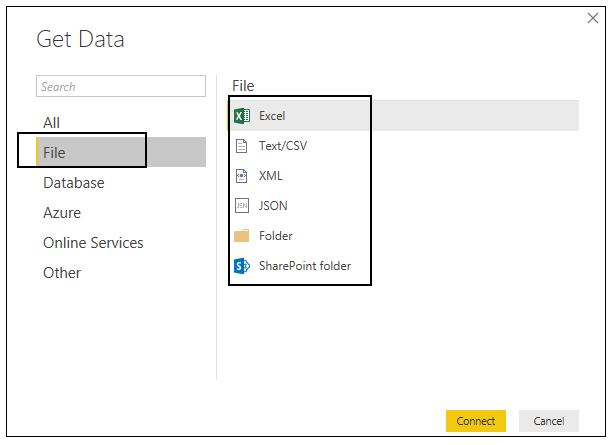 Get Data
Search
All
File
Database
Azure
Online Services
Other
File
Excel
Text/CSV
XML
JSN JSON
Folder
SharePoint folder
Connect Cancel